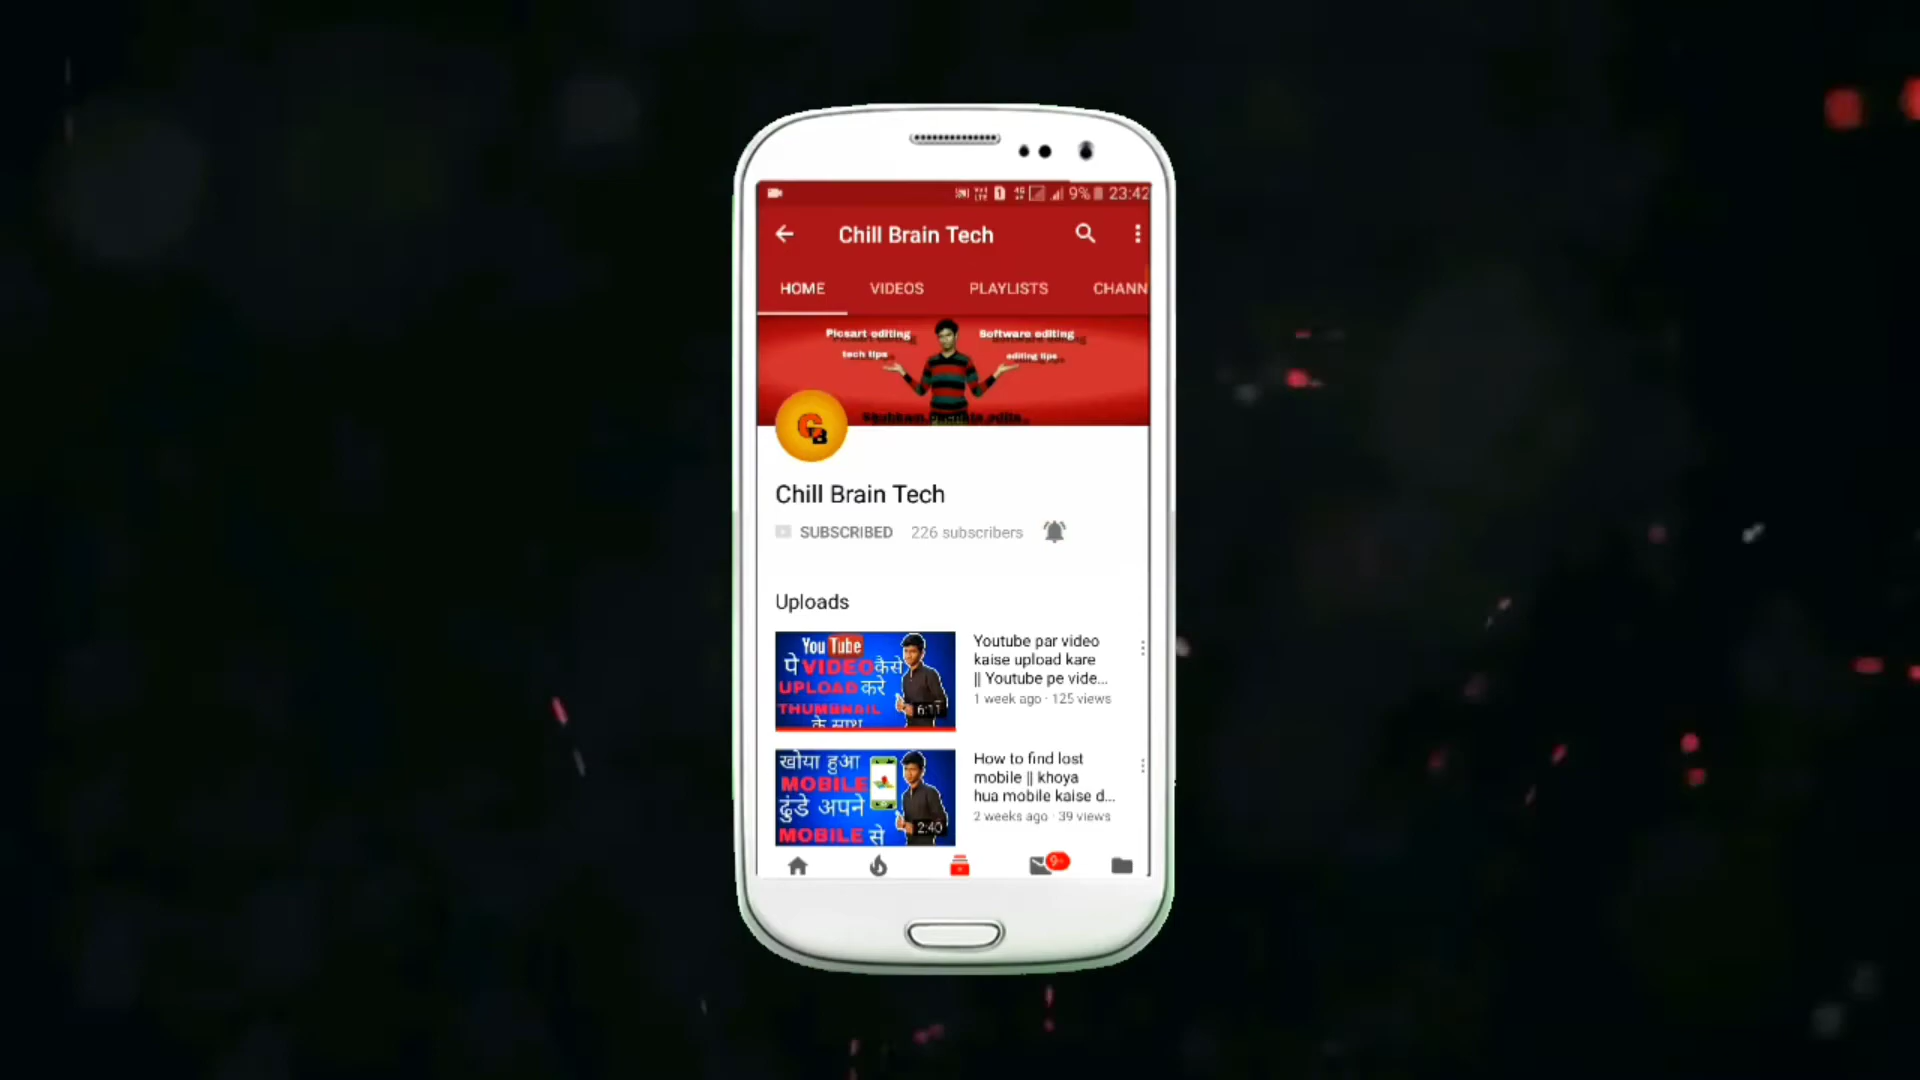 9% 23:42
Chill Brain Tech
HOME VIDEOS PLAYLISTS CHANN
Picsart editing Software editing
tech tips editing tips
CB
Chill Brain Tech
SUBSCRIBED 226 subscribers
Uploads
YouTube
पे VIDEO कैसे
UPLOAD करे
THUMBNAIL
के साथ
6:11
Youtube par video
kaise upload kare
|| Youtube pe vide...
1 week ago · 125 views
खोया हुआ
MOBILE
ढुंडे अपने
MOBILE से
2:40
How to find lost
mobile || khoya
hua mobile kaise d...
2 weeks ago · 39 views
9+